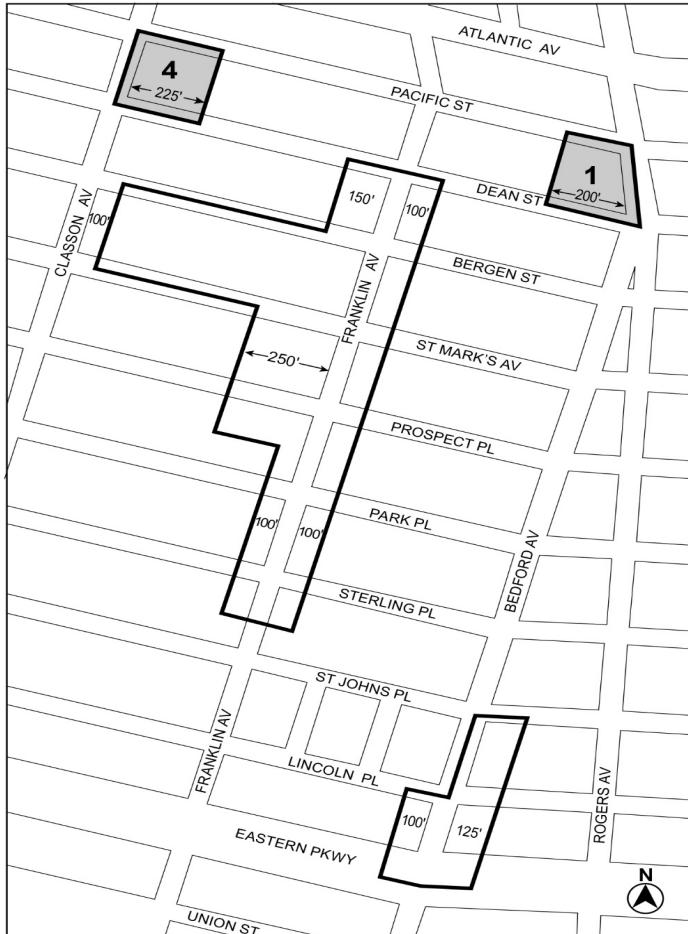 ATLANTIC AV
4
225'
PACIFIC ST
1
200'
DEAN ST
150'
100'
100'
CLASSON AV
BERGEN ST
FRANKLIN AV
ST MARK'S AV
250'
PROSPECT PL
100'
100'
PARK PL
BEDFORD AV
STERLING PL
ST JOHNS PL
FRANKLIN AV
LINCOLN PL
100'
125'
ROGERS AV
EASTERN PKWY
N
UNION ST